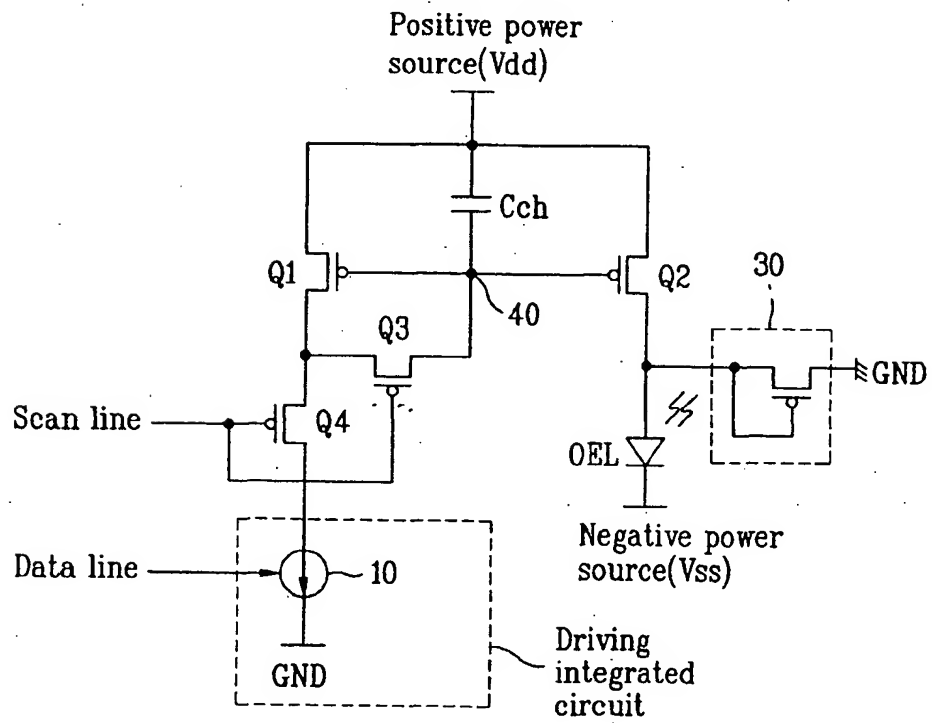 Positive power
source(Vdd)
Cch
Q1
Q2
30
40
Q3
GND
Scan line
Q4
OEL
Negative power
source(Vss)
Data line
10
GND
Driving
integrated
circuit